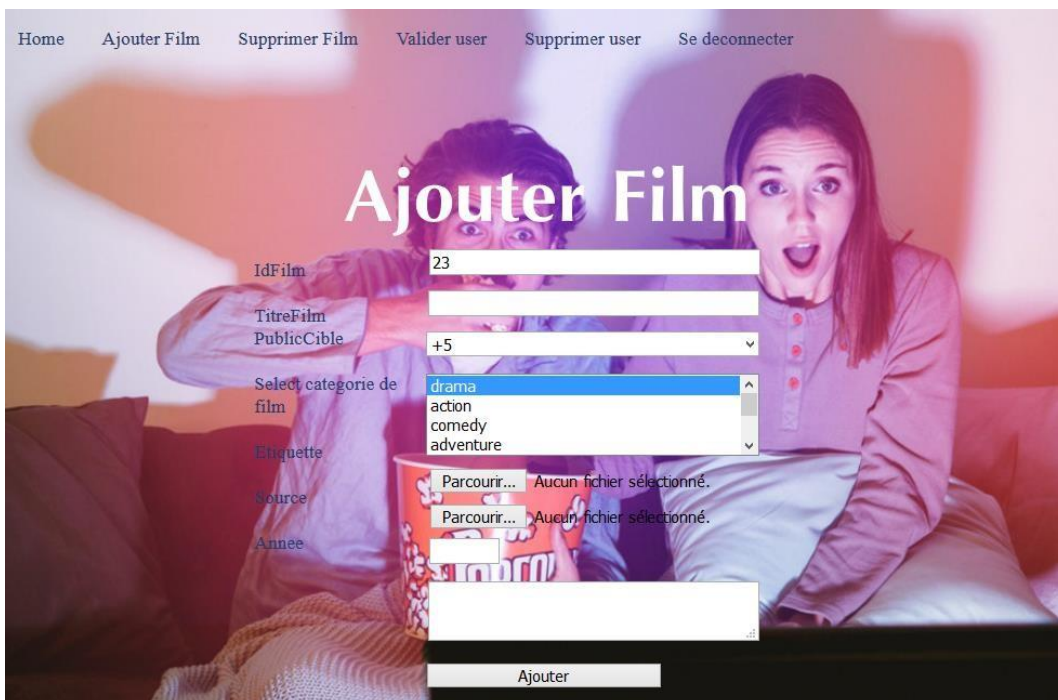 Home Ajouter Film Supprimer Film Valider user Supprimer user Se deconnecter
Ajouter Film
IdFilm 23
TitreFilm
PublicCible +5
Select categorie de film
drama
action
comedy
adventure
Etiquette Parcourir... Aucun fichier sélectionné.
Source Parcourir... Aucun fichier sélectionné.
Annee
Ajouter